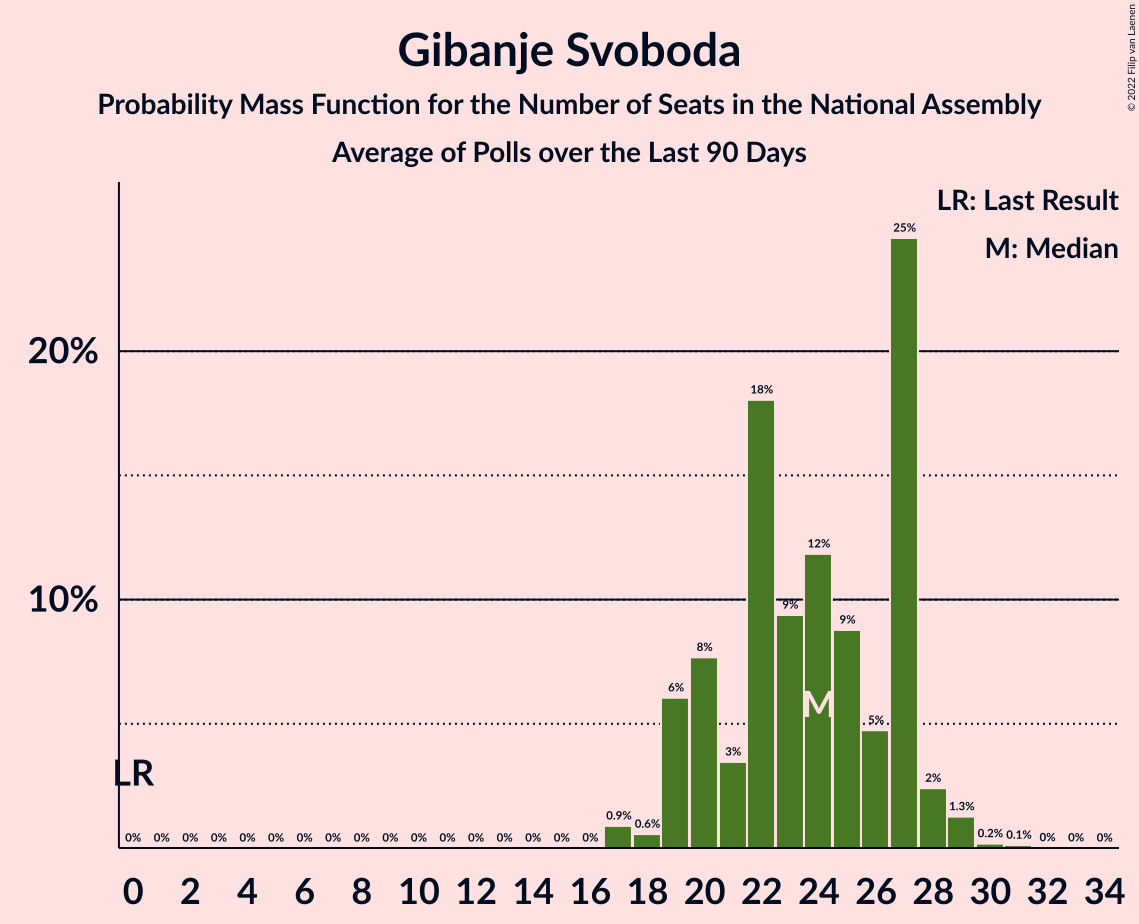 Gibanje Svoboda
Probability Mass Function for the Number of Seats in the National Assembly
Average of Polls over the Last 90 Days
© 2022 Filip van Laenen
LR: Last Result
M: Median
25%
20%
18%
12%
10%
9%
9%
8%
6%
M
5%
3%
LR
2%
1.3%
0% 0% 0% 0% 0% 0% 0% 0% 0% 0% 0% 0% 0% 0% 0% 0% 0% 0.9% 0.6% 0.2% 0.1% 0% 0% 0%
0 2 4 6 8 10 12 14 16 18 20 22 24 26 28 30 32 34